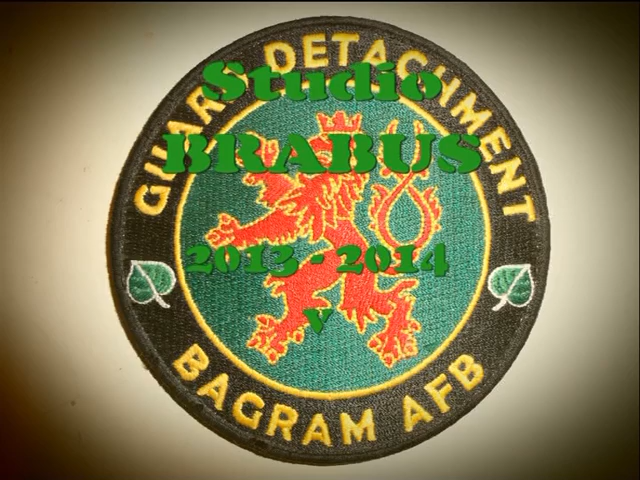 GUARD DETACHMENT
Studio
BRABUS
2013 - 2014
v
BAGRAM AFB